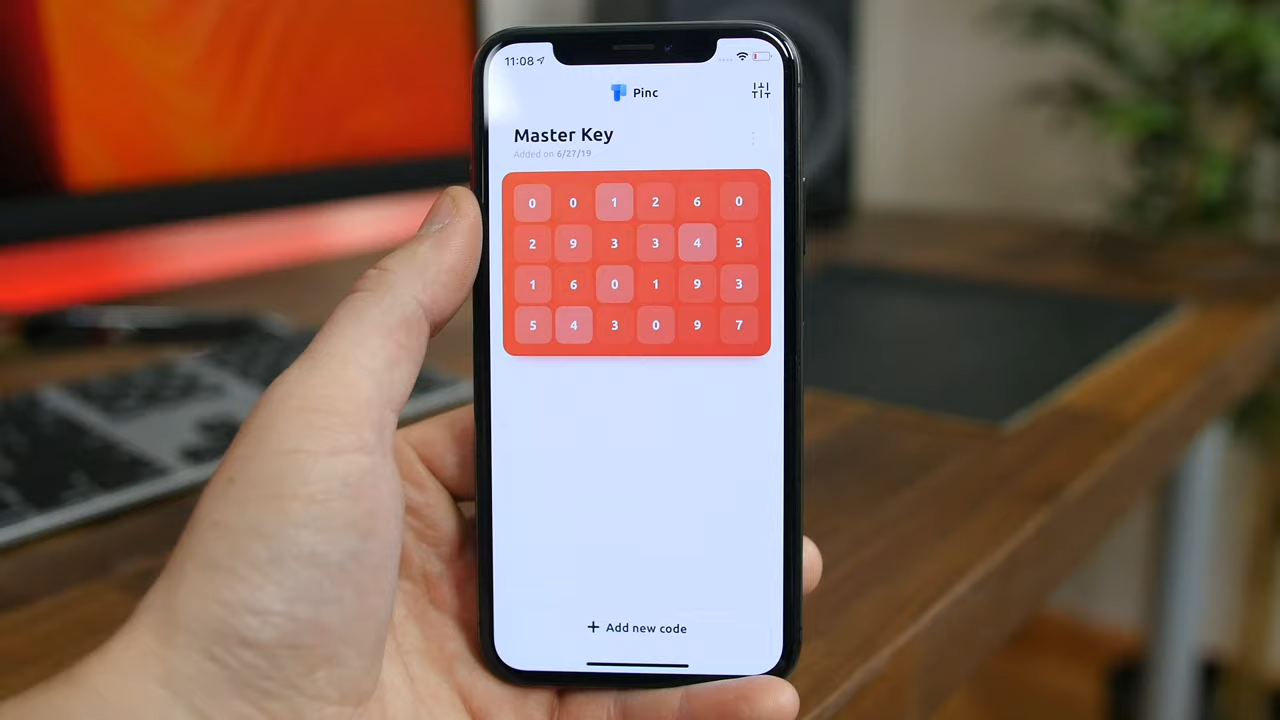 11:08
Pinc
Master Key
Added on 6/27/19
0 0 1 2 6 0
2 9 3 3 4 3
1 6 0 1 9 3
5 4 3 0 9 7
+ Add new code